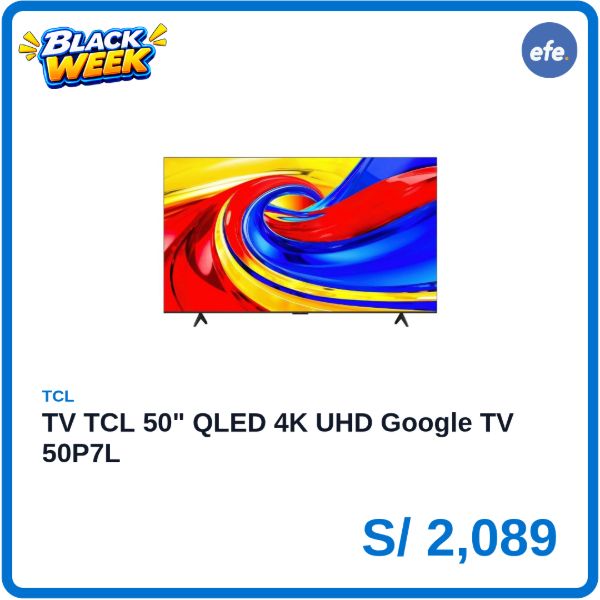 BLACK
WEEK
efe.
TCL
TV TCL 50" QLED 4K UHD Google TV
50P7L
S/ 2,089